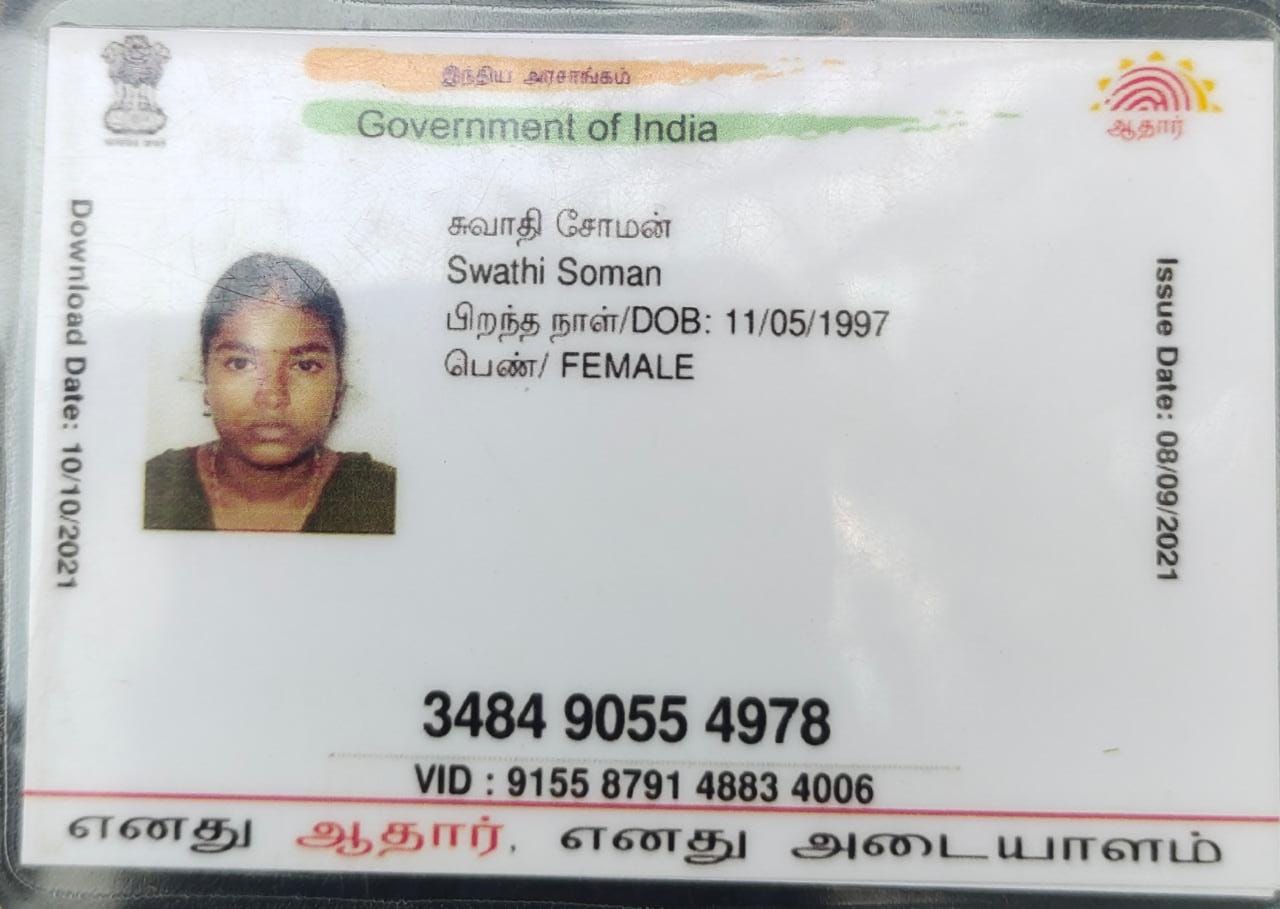 இந்திய அரசாங்கம்
Government of India
ஆதார்
Download Date: 10/10/2021
சுவாதி சோமன்
Swathi Soman
பிறந்த நாள்/DOB: 11/05/1997
பெண்/ FEMALE
Issue Date: 08/09/2021
3484 9055 4978
VID : 9155 8791 4883 4006
எனது ஆதார், எனது அடையாளம்